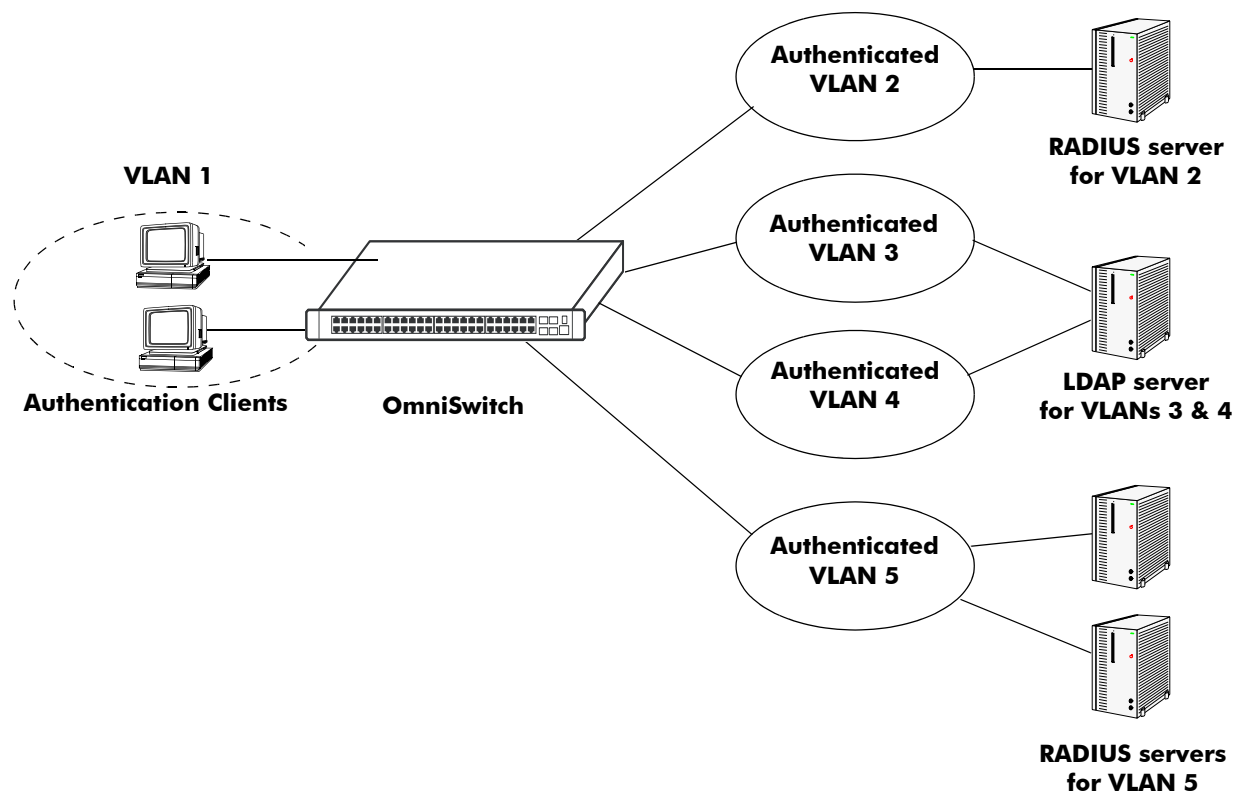 Authenticated
VLAN 2
RADIUS server
for VLAN 2
VLAN 1
Authenticated
VLAN 3
Authenticated
VLAN 4
LDAP server
for VLANs 3 & 4
Authentication Clients
OmniSwitch
Authenticated
VLAN 5
RADIUS servers
for VLAN 5